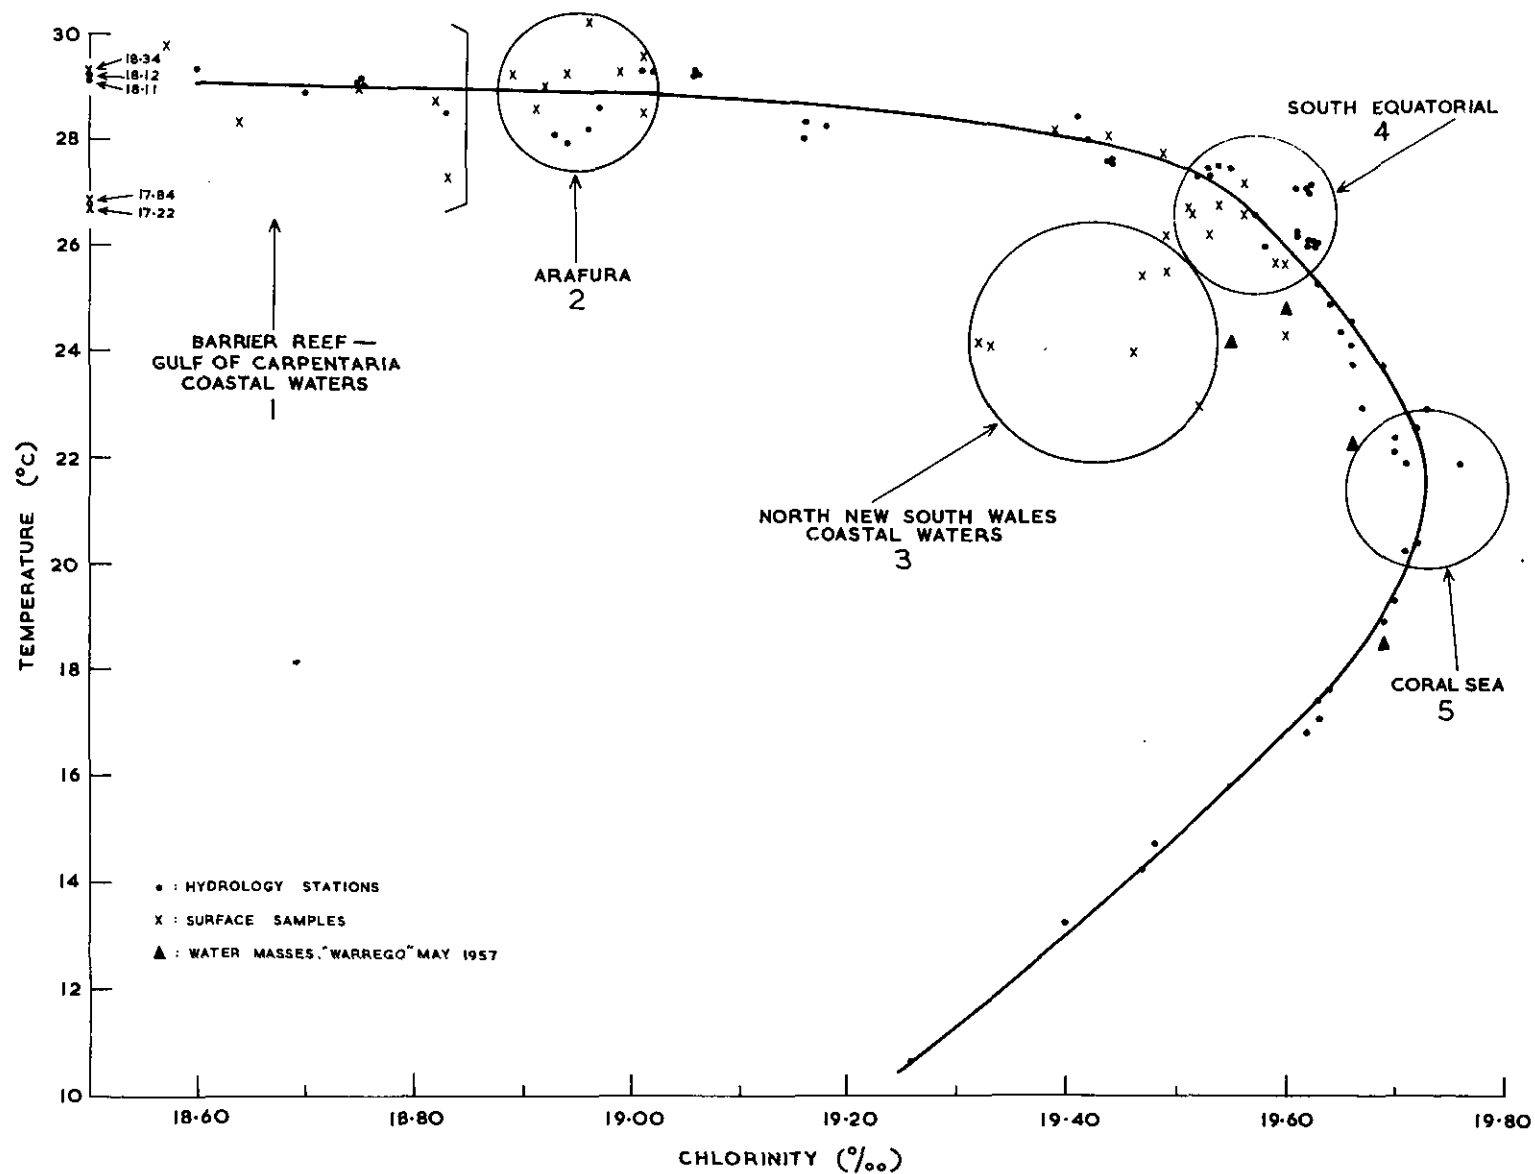 30
28
26
24
22
20
18
16
14
12
10
TEMPERATURE (°C)
18·34
18·12
18·11
17·84
17·22
BARRIER REEF —
GULF OF CARPENTARIA
COASTAL WATERS
1
ARAFURA
2
SOUTH EQUATORIAL
4
NORTH NEW SOUTH WALES
COASTAL WATERS
3
CORAL SEA
5
• : HYDROLOGY STATIONS
x : SURFACE SAMPLES
▲ : WATER MASSES, "WARREGO" MAY 1957
18·60 18·80 19·00 19·20 19·40 19·60 19·80
CHLORINITY (°/oo)